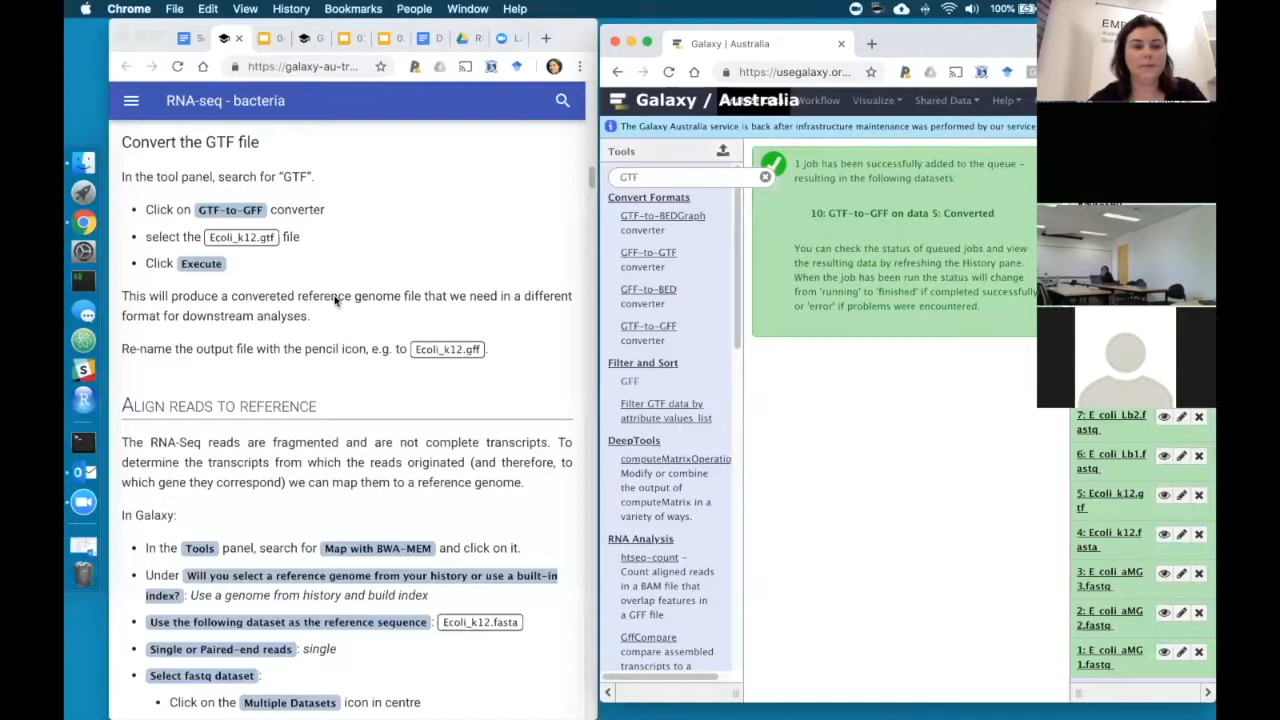 Chrome File Edit View History Bookmarks People Window Help 100%
https://galaxy-au-tr...
RNA-seq - bacteria
Convert the GTF file
In the tool panel, search for “GTF”.
• Click on GTF-to-GFF converter
• select the Ecoli_k12.gtf file
• Click Execute
This will produce a convereted reference genome file that we need in a different
format for downstream analyses.
Re-name the output file with the pencil icon, e.g. to Ecoli_k12.gff .
ALIGN READS TO REFERENCE
The RNA-Seq reads are fragmented and are not complete transcripts. To
determine the transcripts from which the reads originated (and therefore, to
which gene they correspond) we can map them to a reference genome.
In Galaxy:
• In the Tools panel, search for Map with BWA-MEM and click on it.
• Under Will you select a reference genome from your history or use a built-in
index? : Use a genome from history and build index
• Use the following dataset as the reference sequence : Ecoli_k12.fasta
• Single or Paired-end reads : single
• Select fastq dataset :
• Click on the Multiple Datasets icon in centre
Galaxy | Australia
https://usegalaxy.or...
Galaxy / Australia Workflow Visualize Shared Data Help
The Galaxy Australia service is back after infrastructure maintenance was performed by our service
Tools
GTF
Convert Formats
GTF-to-BEDGraph
converter
GFF-to-GTF
converter
GFF-to-BED
converter
GTF-to-GFF
converter
Filter and Sort
GFF
Filter GTF data by
attribute values_list
DeepTools
computeMatrixOperatio
Modify or combine
the output of
computeMatrix in a
variety of ways.
RNA Analysis
htseq-count -
Count aligned reads
in a BAM file that
overlap features in
a GFF file
GffCompare
compare assembled
transcripts to a
1 job has been successfully added to the queue -
resulting in the following datasets:
10: GTF-to-GFF on data 5: Converted
You can check the status of queued jobs and view
the resulting data by refreshing the History pane.
When the job has been run the status will change
from 'running' to 'finished' if completed successfully
or 'error' if problems were encountered.
7: E_coli_Lb2.f
astq
6: E_coli_Lb1.f
astq
5: Ecoli_k12.g
tf
4: Ecoli_k12.f
asta
3: E_coli_aMG
3.fastq
2: E_coli_aMG
2.fastq
1: E_coli_aMG
1.fastq